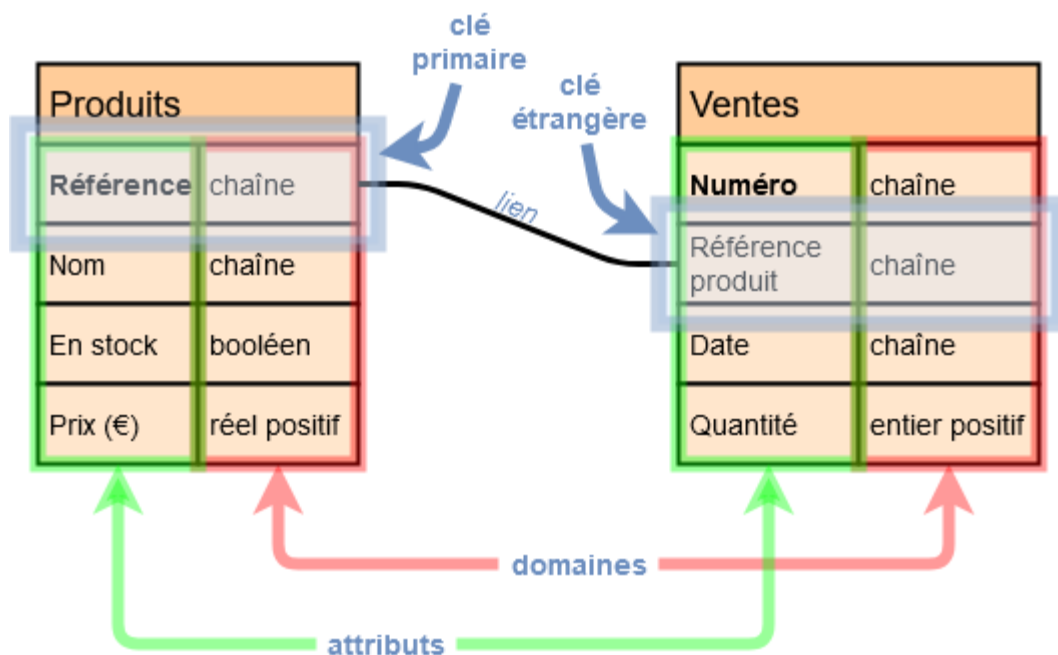 clé
primaire
clé
étrangère
Produits
Référence chaîne
Nom chaîne
En stock booléen
Prix (€) réel positif
lien
Ventes
Numéro chaîne
Référence
produit chaîne
Date chaîne
Quantité entier positif
domaines
attributs